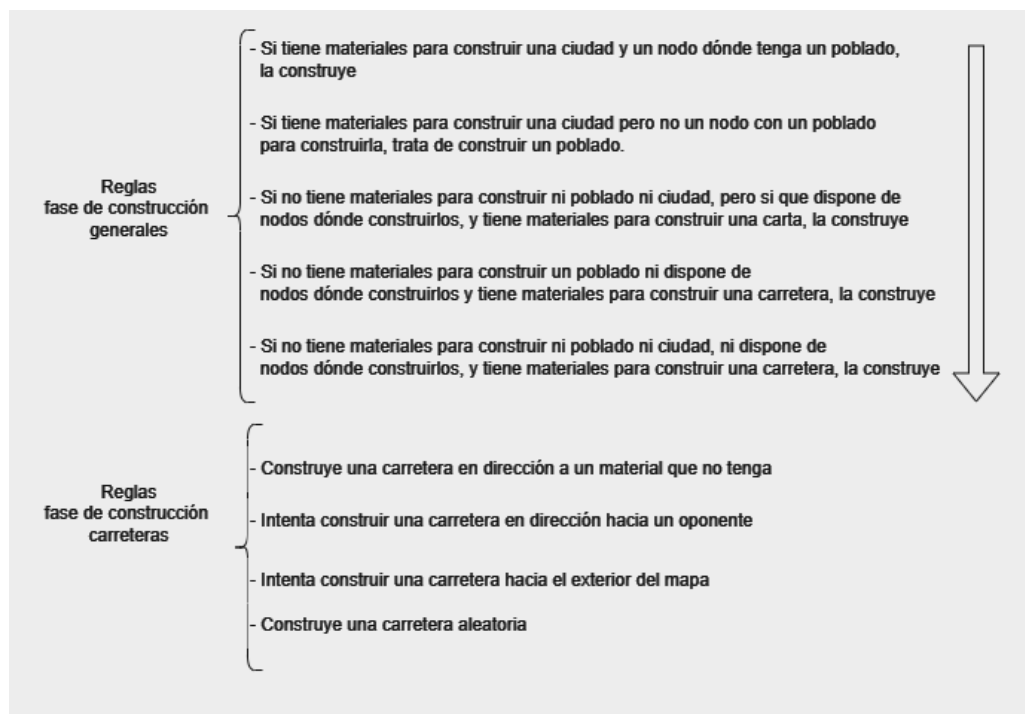 Reglas
fase de construcción
generales
- Si tiene materiales para construir una ciudad y un nodo dónde tenga un poblado,
la construye
- Si tiene materiales para construir una ciudad pero no un nodo con un poblado
para construirla, trata de construir un poblado.
- Si no tiene materiales para construir ni poblado ni ciudad, pero si que dispone de
nodos dónde construirlos, y tiene materiales para construir una carta, la construye
- Si no tiene materiales para construir un poblado ni dispone de
nodos dónde construirlos y tiene materiales para construir una carretera, la construye
- Si no tiene materiales para construir ni poblado ni ciudad, ni dispone de
nodos dónde construirlos, y tiene materiales para construir una carretera, la construye
Reglas
fase de construcción
carreteras
- Construye una carretera en dirección a un material que no tenga
- Intenta construir una carretera en dirección hacia un oponente
- Intenta construir una carretera hacia el exterior del mapa
- Construye una carretera aleatoria